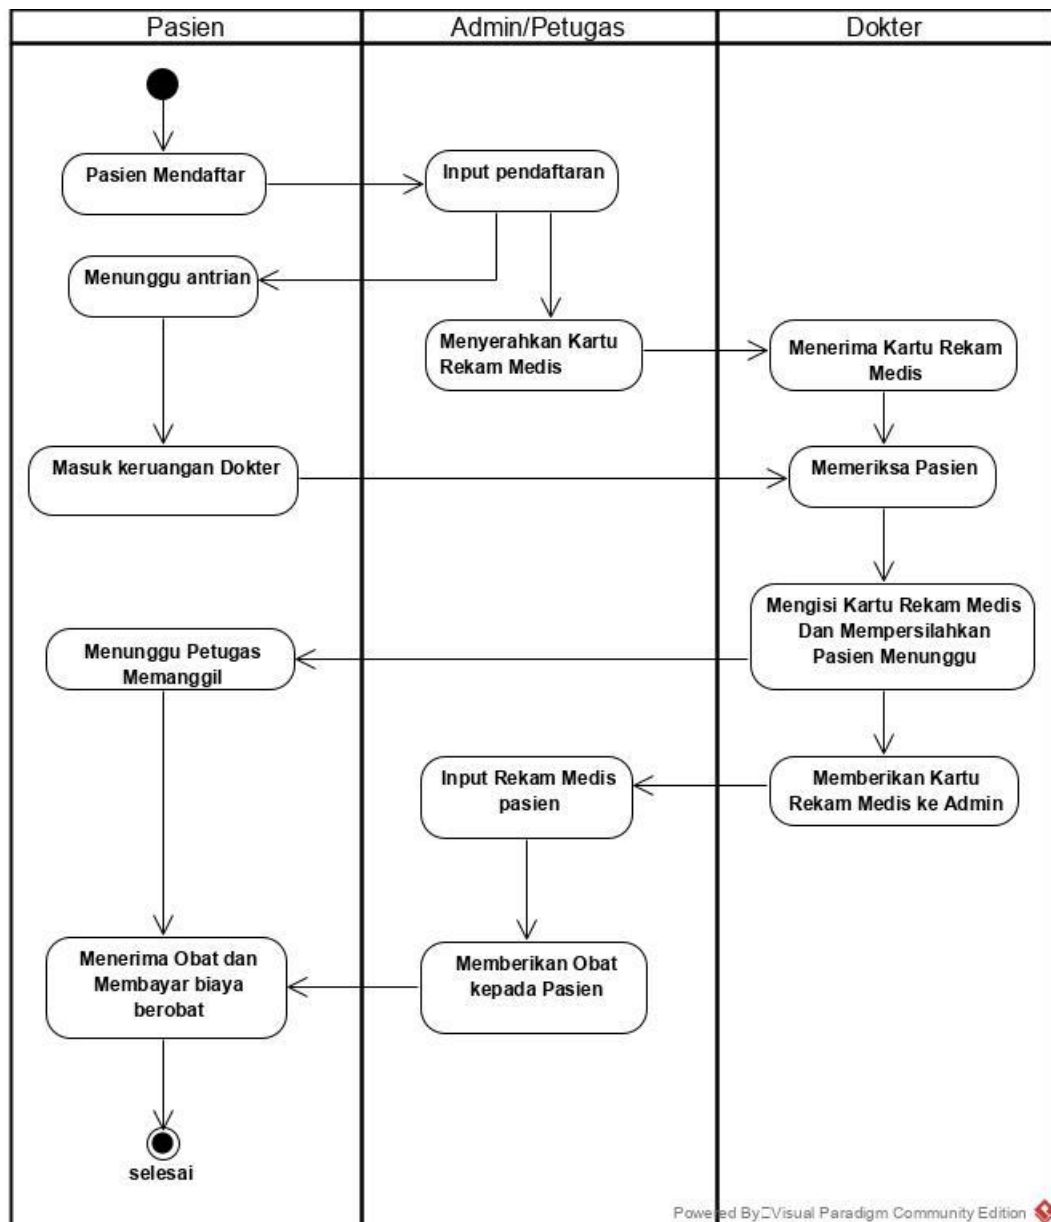 Pasien
Admin/Petugas
Dokter
Pasien Mendaftar
Input pendaftaran
Menunggu antrian
Menyerahkan Kartu
Rekam Medis
Menerima Kartu Rekam
Medis
Masuk keruangan Dokter
Memeriksa Pasien
Mengisi Kartu Rekam Medis
Dan Mempersilahkan
Pasien Menunggu
Menunggu Petugas
Memanggil
Input Rekam Medis
pasien
Memberikan Kartu
Rekam Medis ke Admin
Menerima Obat dan
Membayar biaya
berobat
Memberikan Obat
kepada Pasien
selesai
Powered By Visual Paradigm Community Edition